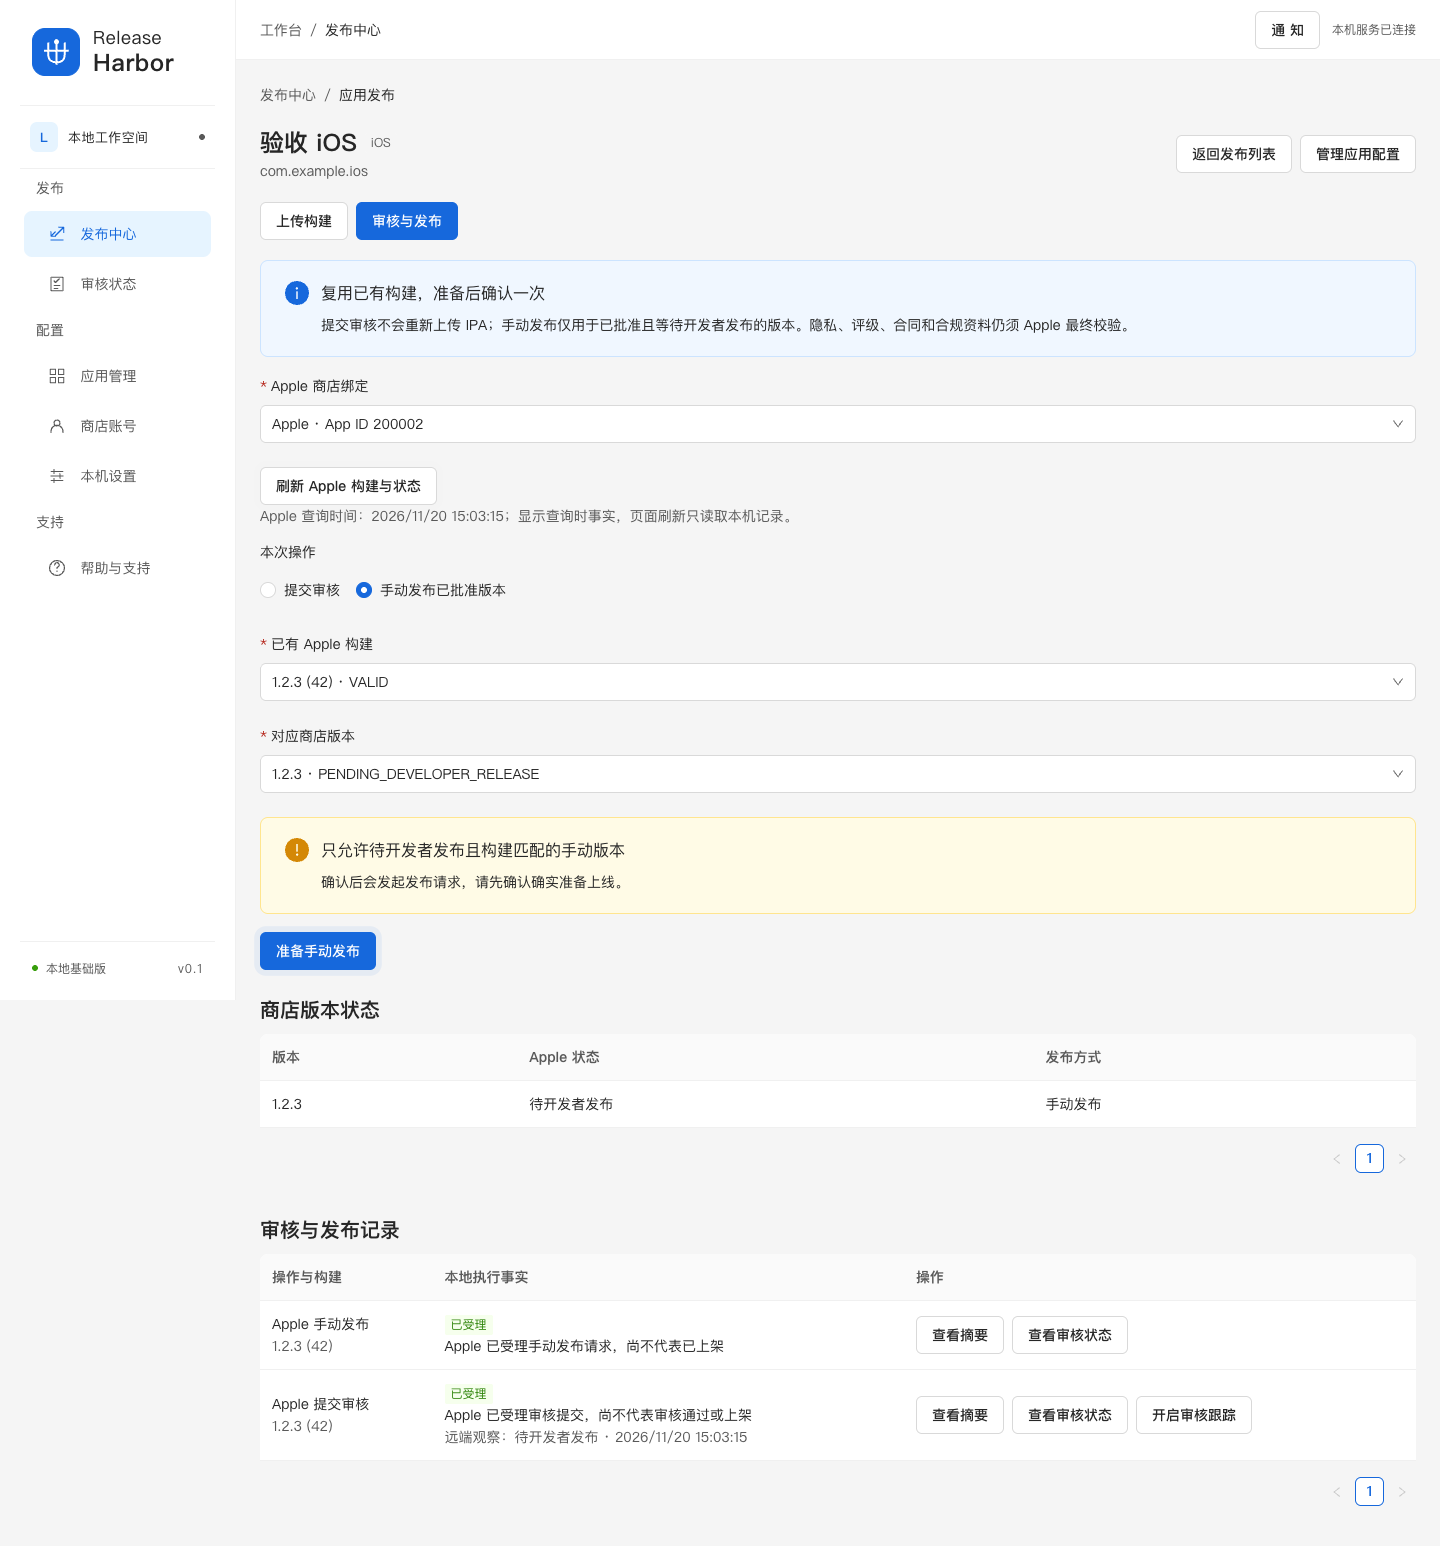 Release
Harbor
L 本地工作空间
发布
发布中心
审核状态
配置
应用管理
商店账号
本机设置
支持
帮助与支持
本地基础版 v0.1
工作台 / 发布中心
通 知 本机服务已连接
发布中心 / 应用发布
验收 iOS iOS
com.example.ios
返回发布列表 管理应用配置
上传构建 审核与发布
复用已有构建，准备后确认一次
提交审核不会重新上传 IPA；手动发布仅用于已批准且等待开发者发布的版本。隐私、评级、合同和合规资料仍须 Apple 最终校验。
* Apple 商店绑定
Apple · App ID 200002
刷新 Apple 构建与状态
Apple 查询时间：2026/11/20 15:03:15；显示查询时事实，页面刷新只读取本机记录。
本次操作
提交审核 手动发布已批准版本
* 已有 Apple 构建
1.2.3 (42) · VALID
* 对应商店版本
1.2.3 · PENDING_DEVELOPER_RELEASE
只允许待开发者发布且构建匹配的手动版本
确认后会发起发布请求，请先确认确实准备上线。
准备手动发布
商店版本状态
版本 Apple 状态 发布方式
1.2.3 待开发者发布 手动发布
1
审核与发布记录
操作与构建 本地执行事实 操作
Apple 手动发布
1.2.3 (42)
已受理
Apple 已受理手动发布请求，尚不代表已上架
查看摘要 查看审核状态
Apple 提交审核
1.2.3 (42)
已受理
Apple 已受理审核提交，尚不代表审核通过或上架
远端观察：待开发者发布 · 2026/11/20 15:03:15
查看摘要 查看审核状态 开启审核跟踪
1